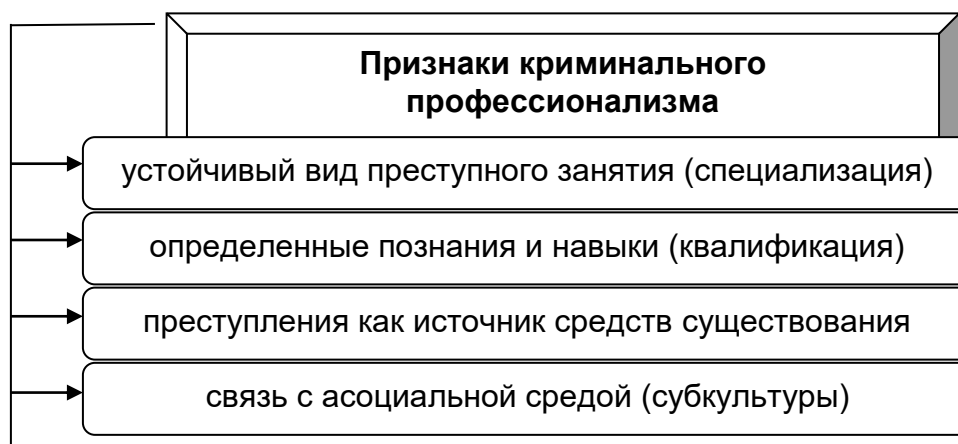 Признаки криминального
профессионализма
устойчивый вид преступного занятия (специализация)
определенные познания и навыки (квалификация)
преступления как источник средств существования
связь с асоциальной средой (субкультуры)